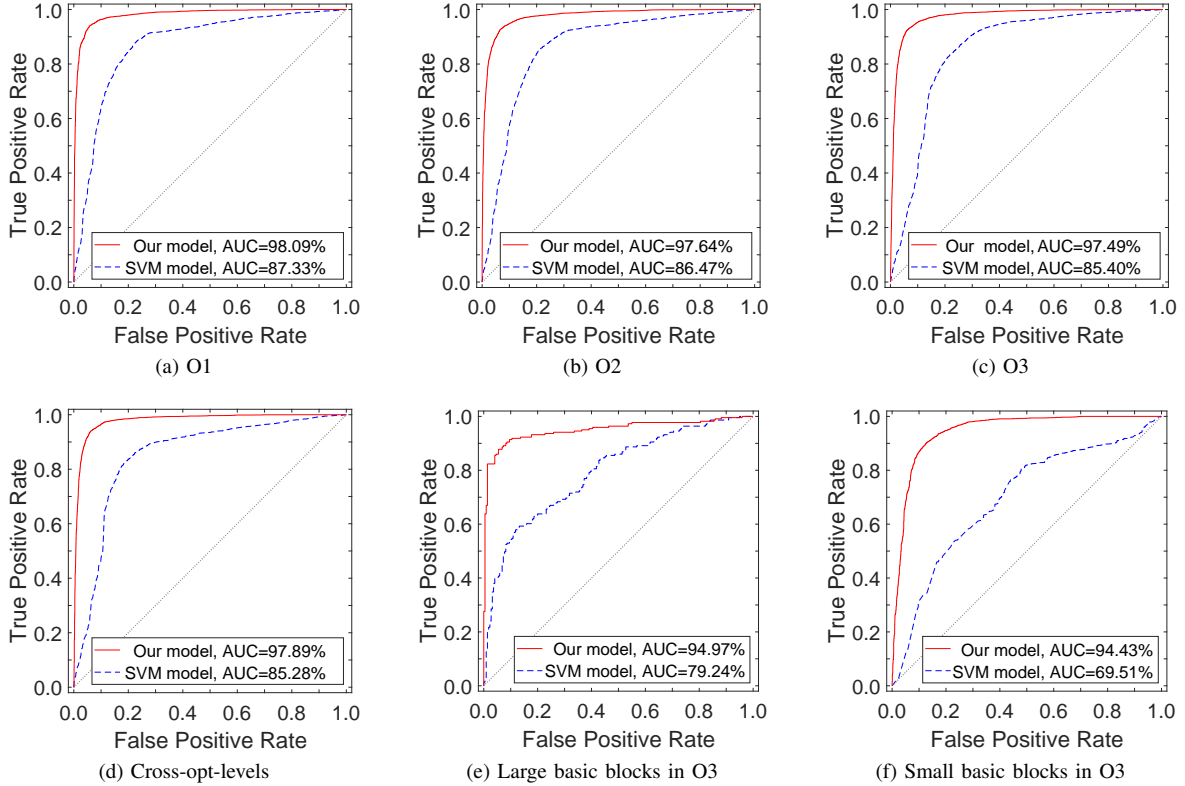 1.0
0.8
0.6
0.4
0.2
0.0
True Positive Rate
Our model, AUC=98.09%
SVM model, AUC=87.33%
0.0 0.2 0.4 0.6 0.8 1.0
False Positive Rate
(a) O1
1.0
0.8
0.6
0.4
0.2
0.0
True Positive Rate
Our model, AUC=97.64%
SVM model, AUC=86.47%
0.0 0.2 0.4 0.6 0.8 1.0
False Positive Rate
(b) O2
1.0
0.8
0.6
0.4
0.2
0.0
True Positive Rate
Our model, AUC=97.49%
SVM model, AUC=85.40%
0.0 0.2 0.4 0.6 0.8 1.0
False Positive Rate
(c) O3
1.0
0.8
0.6
0.4
0.2
0.0
True Positive Rate
Our model, AUC=97.89%
SVM model, AUC=85.28%
0.0 0.2 0.4 0.6 0.8 1.0
False Positive Rate
(d) Cross-opt-levels
1.0
0.8
0.6
0.4
0.2
0.0
True Positive Rate
Our model, AUC=94.97%
SVM model, AUC=79.24%
0.0 0.2 0.4 0.6 0.8 1.0
False Positive Rate
(e) Large basic blocks in O3
1.0
0.8
0.6
0.4
0.2
0.0
True Positive Rate
Our model, AUC=94.43%
SVM model, AUC=69.51%
0.0 0.2 0.4 0.6 0.8 1.0
False Positive Rate
(f) Small basic blocks in O3